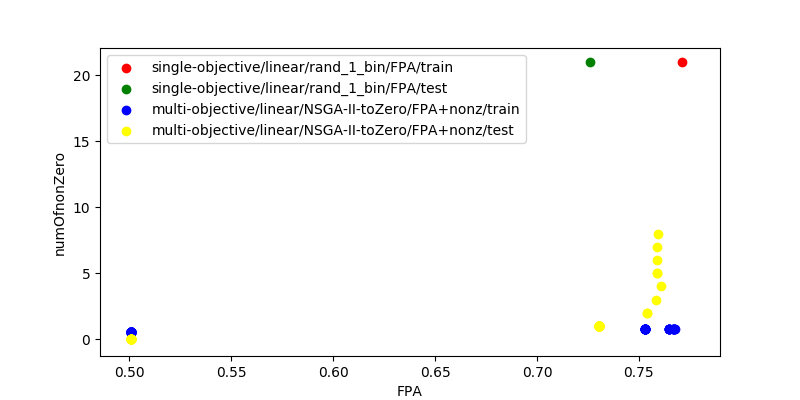 single-objective/linear/rand_1_bin/FPA/train
single-objective/linear/rand_1_bin/FPA/test
multi-objective/linear/NSGA-II-toZero/FPA+nonz/train
multi-objective/linear/NSGA-II-toZero/FPA+nonz/test
numOfnonZero
20
15
10
5
0
0.50 0.55 0.60 0.65 0.70 0.75
FPA